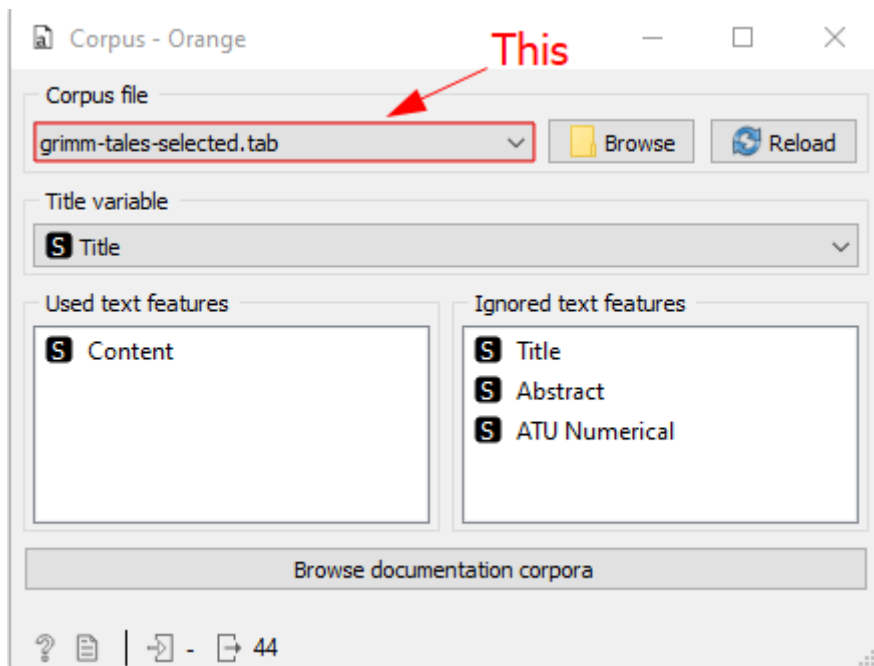 Corpus - Orange
This
Corpus file
grimm-tales-selected.tab
Browse
Reload
Title variable
S Title
Used text features
Ignored text features
S Content
S Title
S Abstract
S ATU Numerical
Browse documentation corpora
? - 44